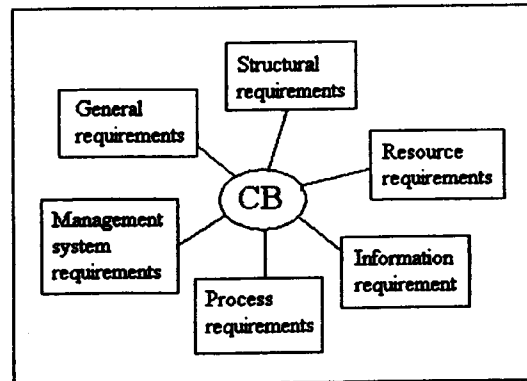 Structural
requirements
General
requirements
Resource
requirements
CB
Management
system
requirements
Information
requirement
Process
requirements